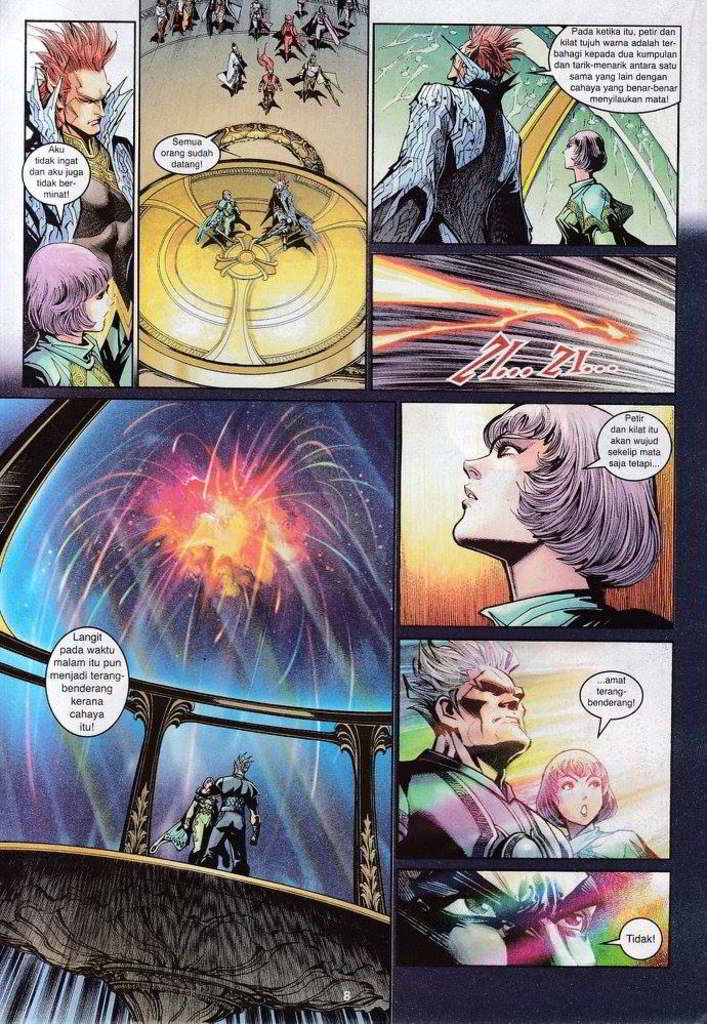 Aku
tidak ingat
dan aku juga
tidak ber-
minat!
Semua
orang sudah
datang!
Pada ketika itu, petir dan
kilat tujuh warna adalah ter-
bahagi kepada dua kumpulan
dan tarik-menarik antara satu
sama yang lain dengan
cahaya yang benar-benar
menyilaukan mata!
ZI... ZI...
Langit
pada waktu
malam itu pun
menjadi terang-
benderang
kerana
cahaya
itu!
Petir
dan kilat itu
akan wujud
sekelip mata
saja tetapi...
...amat
terang-
benderang!
Tidak!
8